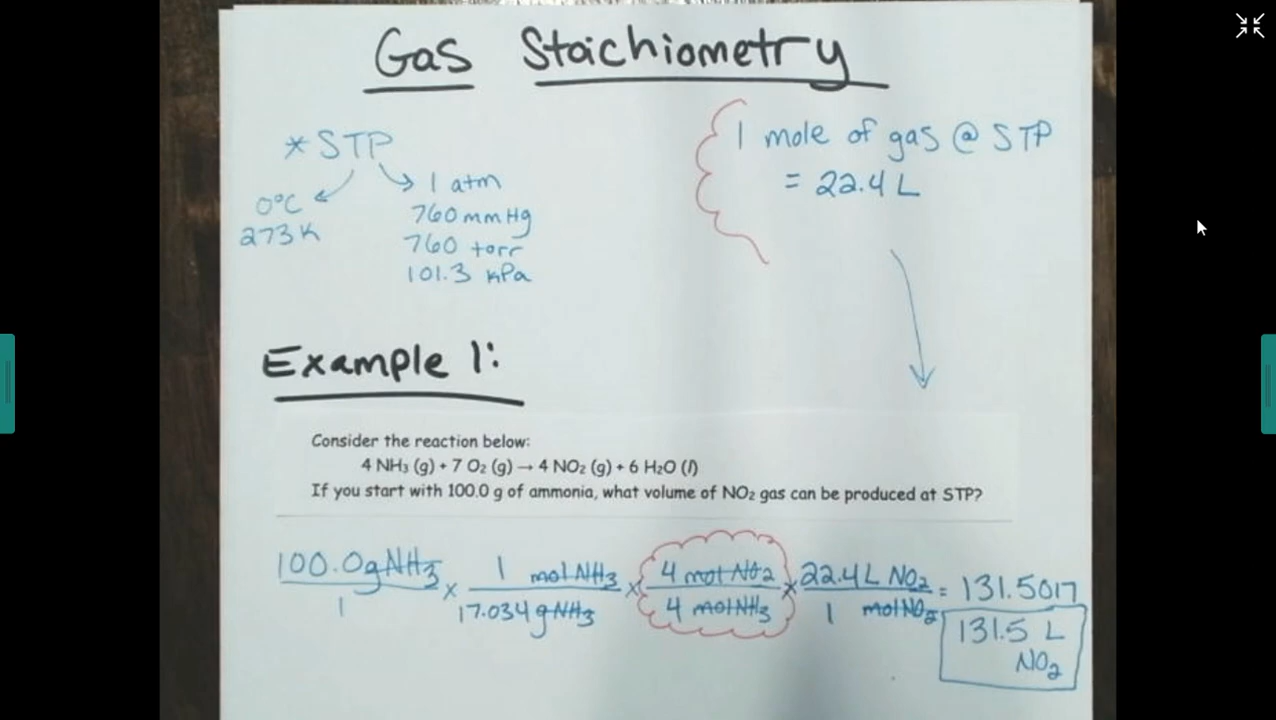 Gas Stoichiometry
* STP
1 mole of gas @ STP
= 22.4 L
0°C
273K
1 atm
760 mm Hg
760 torr
101.3 kPa
Example 1:
Consider the reaction below:
4 NH₃ (g) + 7 O₂ (g) → 4 NO₂ (g) + 6 H₂O (l)
If you start with 100.0 g of ammonia, what volume of NO₂ gas can be produced at STP?
100.0g NH₃ / 1 x 1 mol NH₃ / 17.034 g NH₃ x 4 mol NO₂ / 4 mol NH₃ x 22.4 L NO₂ / 1 mol NO₂ = 131.5017
131.5 L
NO₂